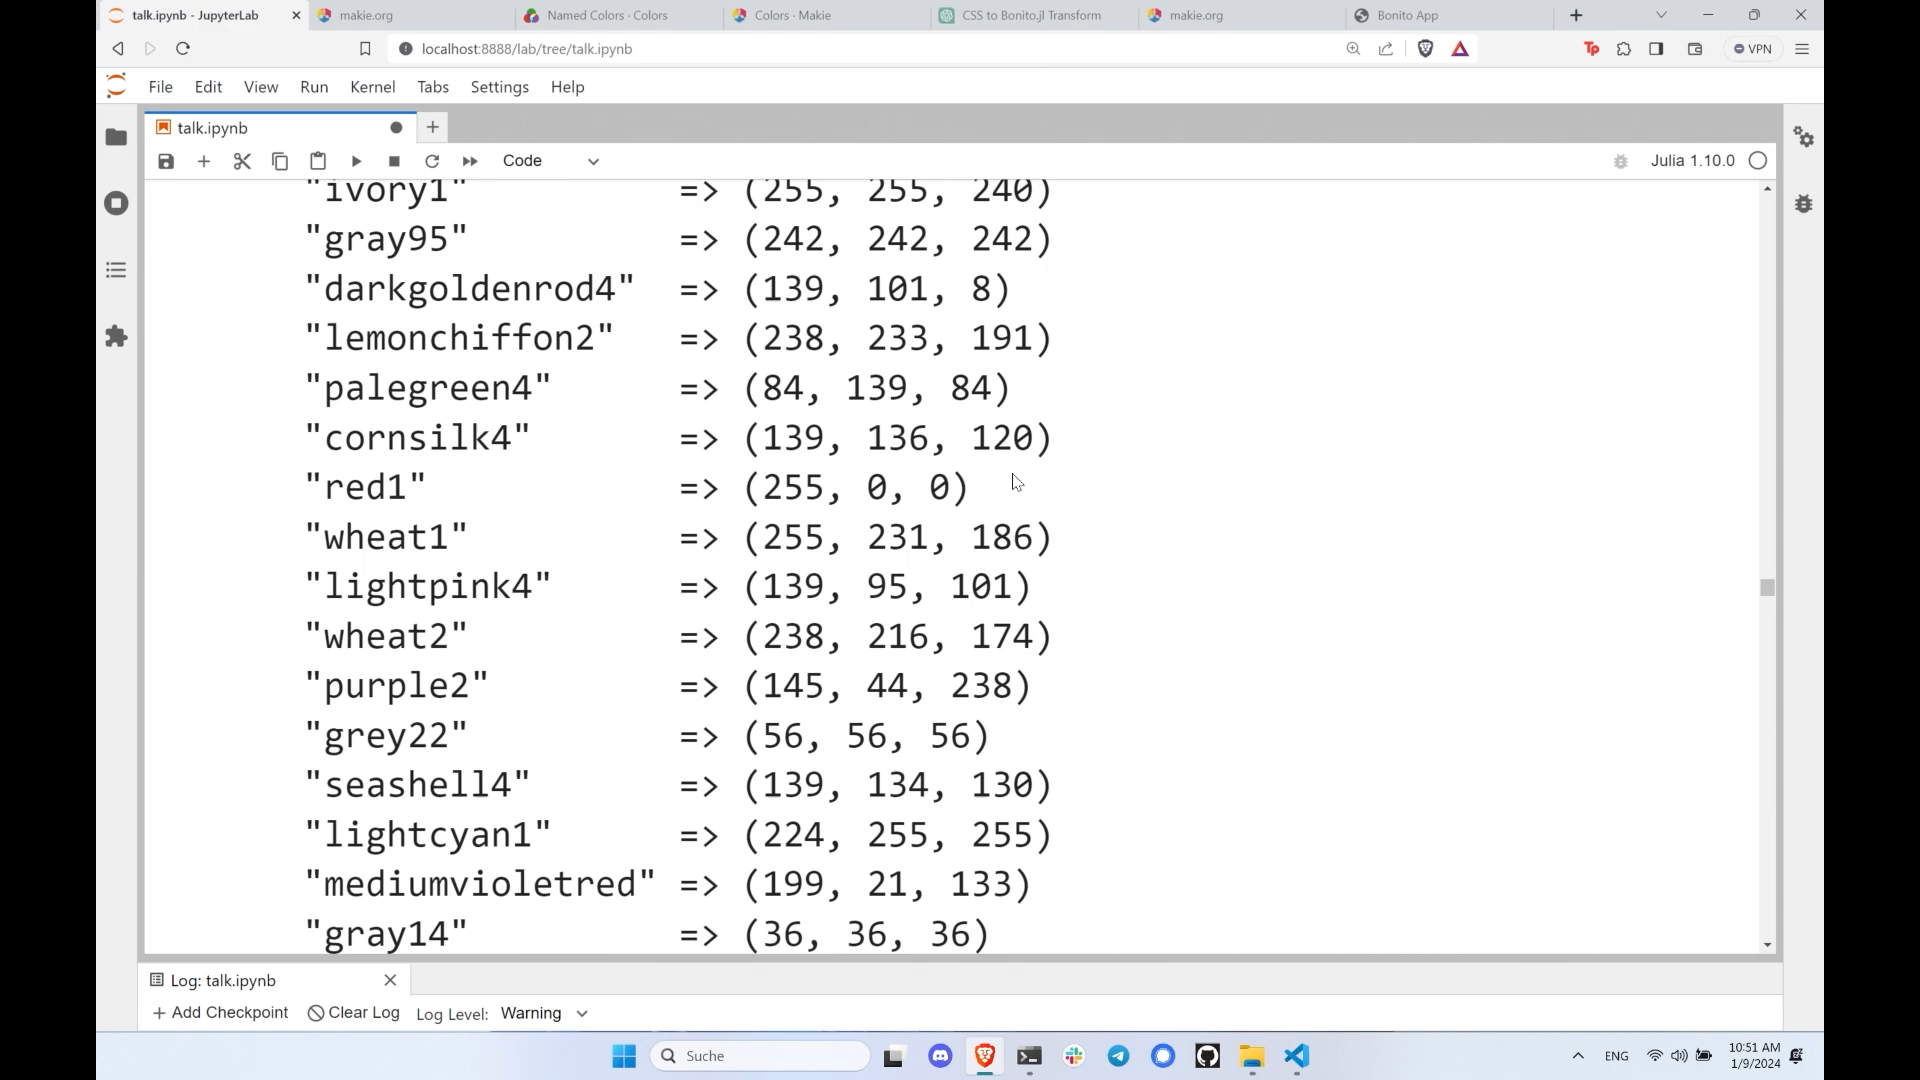 talk.ipynb - JupyterLab
makie.org
Named Colors · Colors
Colors · Makie
CSS to Bonito.jl Transform
makie.org
Bonito App
localhost:8888/lab/tree/talk.ipynb
Tp
VPN
File Edit View Run Kernel Tabs Settings Help
talk.ipynb
Code
Julia 1.10.0
"ivory1" => (255, 255, 240)
"gray95" => (242, 242, 242)
"darkgoldenrod4" => (139, 101, 8)
"lemonchiffon2" => (238, 233, 191)
"palegreen4" => (84, 139, 84)
"cornsilk4" => (139, 136, 120)
"red1" => (255, 0, 0)
"wheat1" => (255, 231, 186)
"lightpink4" => (139, 95, 101)
"wheat2" => (238, 216, 174)
"purple2" => (145, 44, 238)
"grey22" => (56, 56, 56)
"seashell4" => (139, 134, 130)
"lightcyan1" => (224, 255, 255)
"mediumvioletred" => (199, 21, 133)
"gray14" => (36, 36, 36)
Log: talk.ipynb
Add Checkpoint Clear Log Log Level: Warning
Suche
ENG
10:51 AM
1/9/2024